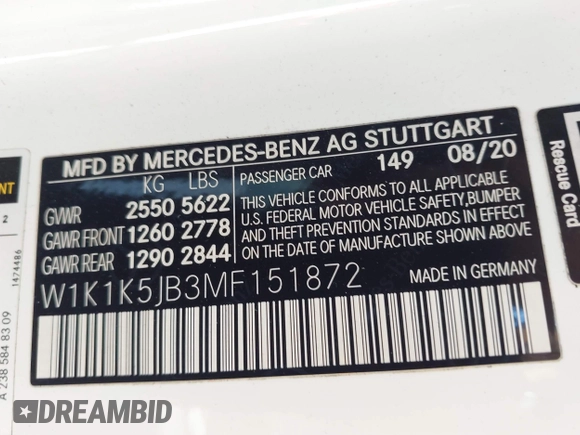 MFD BY MERCEDES-BENZ AG STUTTGART
KG LBS PASSENGER CAR 149 08/20
GVWR 2550 5622
GAWR FRONT 1260 2778
GAWR REAR 1290 2844
THIS VEHICLE CONFORMS TO ALL APPLICABLE
U.S. FEDERAL MOTOR VEHICLE SAFETY,BUMPER
AND THEFT PREVENTION STANDARDS IN EFFECT
ON THE DATE OF MANUFACTURE SHOWN ABOVE.
W1K1K5JB3MF151872
MADE IN GERMANY
2
1474486
A 238 584 83 09
Rescue Card
DREAMBID